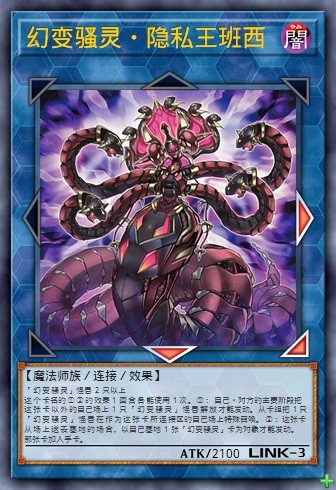 幻变骚灵·隐私王班西
闇
【魔法师族／连接／效果】
「幻变骚灵」怪兽２只以上
这个卡名的①②的效果１回合各能使用１次。①：自己·对方的主要阶段把
这张卡以外的自己场上１只「幻变骚灵」怪兽解放才能发动。从卡组把１只
「幻变骚灵」怪兽在作为这张卡所连接区的自己场上特殊召唤。②：这张卡
从场上送去墓地的场合，以自己墓地１张「幻变骚灵」卡为对象才能发动。
那张卡加入手卡。
ATK/2100 LINK-3